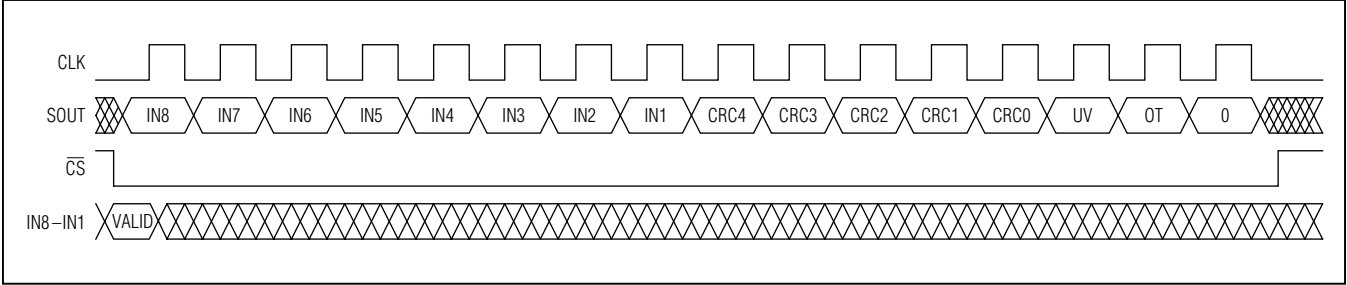 CLK
SOUT IN8 IN7 IN6 IN5 IN4 IN3 IN2 IN1 CRC4 CRC3 CRC2 CRC1 CRC0 UV OT 0
CS
IN8–IN1 VALID